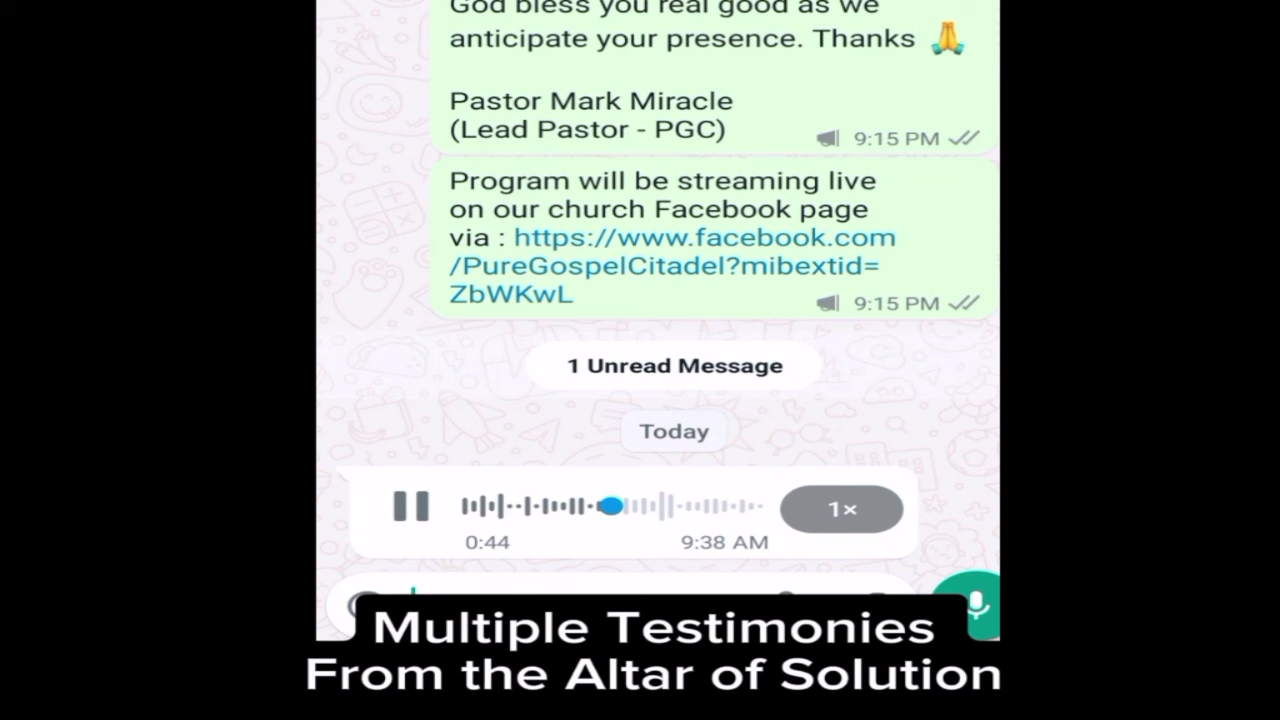 God bless you real good as we
anticipate your presence. Thanks 🙏
Pastor Mark Miracle
(Lead Pastor - PGC)
9:15 PM
Program will be streaming live
on our church Facebook page
via : https://www.facebook.com
/PureGospelCitadel?mibextid=
ZbWKwL
9:15 PM
1 Unread Message
Today
1×
0:44
9:38 AM
Multiple Testimonies
From the Altar of Solution